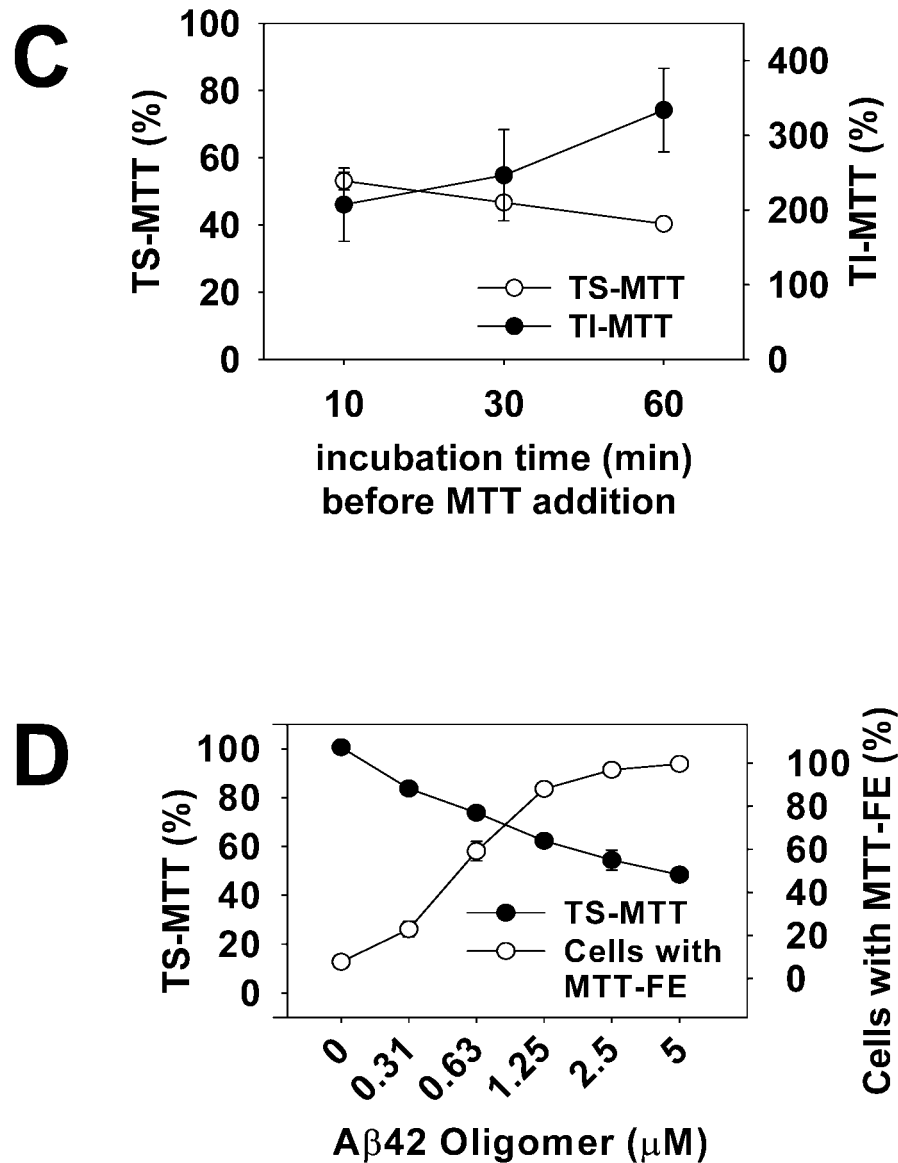 C
TS-MTT (%)
100
80
60
40
20
0
400
300
200
100
0
TI-MTT (%)
TS-MTT
TI-MTT
10 30 60
incubation time (min)
before MTT addition
D
TS-MTT (%)
100
80
60
40
20
0
100
80
60
40
20
0
Cells with MTT-FE (%)
TS-MTT
Cells with
MTT-FE
0 0.31 0.63 1.25 2.5 5
Aβ42 Oligomer (μM)